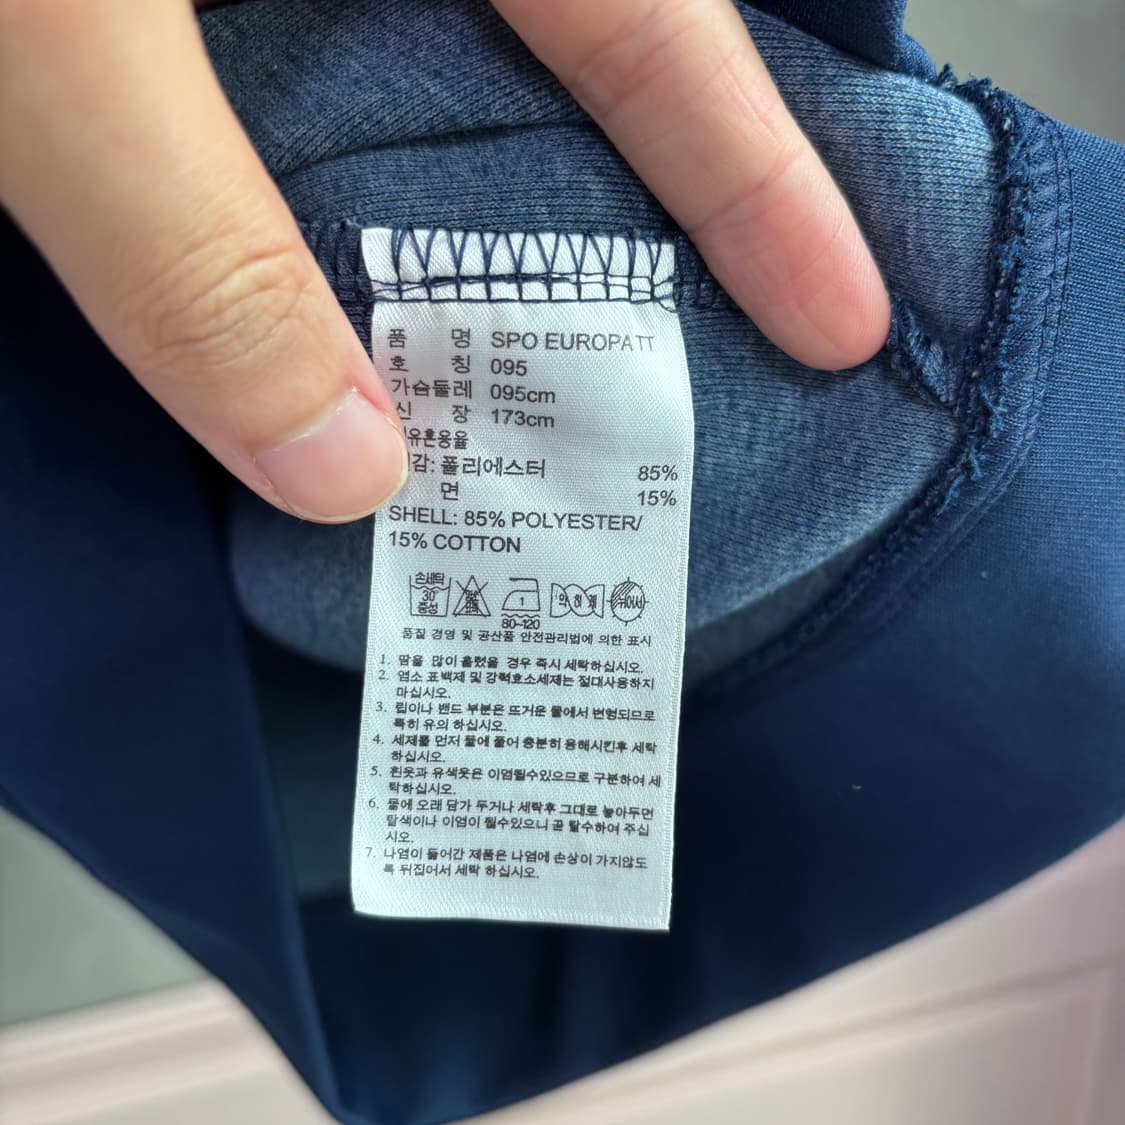 품 명 SPO EUROPATT
호 칭 095
가슴둘레 095cm
신 장 173cm
유혼용율
감: 폴리에스터 85%
면 15%
SHELL: 85% POLYESTER/
15% COTTON
손세탁 30° 중성
1
80~120
약하게
뉘어서
품질 경영 및 공산품 안전관리법에 의한 표시
1. 땀을 많이 흘렸을 경우 즉시 세탁하십시오.
2. 염소 표백제 및 강력효소세제는 절대사용하지
마십시오.
3. 립이나 밴드 부분은 뜨거운 물에서 변형되므로
특히 유의 하십시오.
4. 세제를 먼저 물에 풀어 충분히 용해시킨후 세탁
하십시오.
5. 흰옷과 유색옷은 이염될수있으므로 구분하여 세
탁하십시오.
6. 물에 오래 담가 두거나 세탁후 그대로 놓아두면
탈색이나 이염이 될수있으니 곧 탈수하여 주십
시오.
7. 나염이 들어간 제품은 나염에 손상이 가지않도
록 뒤집어서 세탁 하십시오.